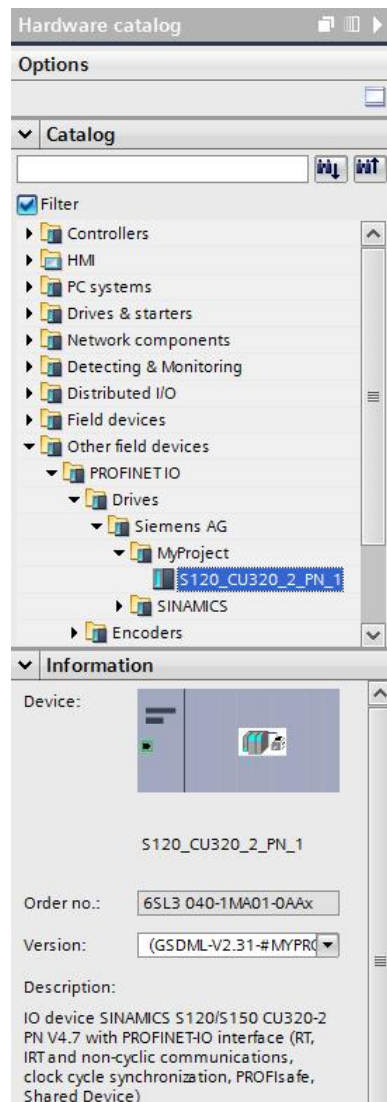 Hardware catalog
Options
Catalog
Filter
Controllers
HMI
PC systems
Drives & starters
Network components
Detecting & Monitoring
Distributed I/O
Field devices
Other field devices
PROFINET IO
Drives
Siemens AG
MyProject
S120_CU320_2_PN_1
SINAMICS
Encoders
Information
Device:
S120_CU320_2_PN_1
Order no.: 6SL3 040-1MA01-0AAx
Version: (GSDML-V2.31-#MYPRO
Description:
IO device SINAMICS S120/S150 CU320-2
PN V4.7 with PROFINET-IO interface (RT,
IRT and non-cyclic communications,
clock cycle synchronization, PROFIsafe,
Shared Device)